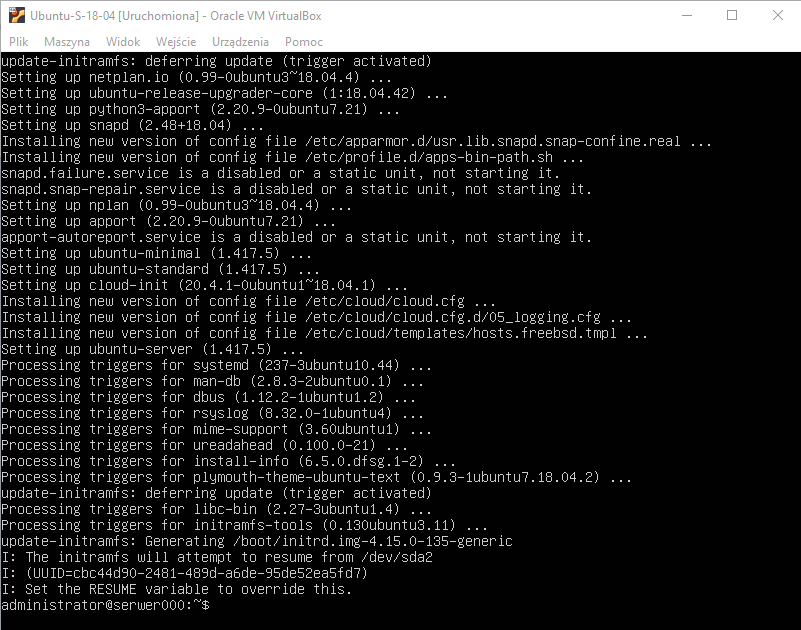 Ubuntu-S-18-04 [Uruchomiona] - Oracle VM VirtualBox
Plik Maszyna Widok Wejście Urządzenia Pomoc
update-initramfs: deferring update (trigger activated)
Setting up netplan.io (0.99-0ubuntu3~18.04.4) ...
Setting up ubuntu-release-upgrader-core (1:18.04.42) ...
Setting up python3-apport (2.20.9-0ubuntu7.21) ...
Setting up snapd (2.48+18.04) ...
Installing new version of config file /etc/apparmor.d/usr.lib.snapd.snap-confine.real ...
Installing new version of config file /etc/profile.d/apps-bin-path.sh ...
snapd.failure.service is a disabled or a static unit, not starting it.
snapd.snap-repair.service is a disabled or a static unit, not starting it.
Setting up nplan (0.99-0ubuntu3~18.04.4) ...
Setting up apport (2.20.9-0ubuntu7.21) ...
apport-autoreport.service is a disabled or a static unit, not starting it.
Setting up ubuntu-minimal (1.417.5) ...
Setting up ubuntu-standard (1.417.5) ...
Setting up cloud-init (20.4.1-0ubuntu1~18.04.1) ...
Installing new version of config file /etc/cloud/cloud.cfg ...
Installing new version of config file /etc/cloud/cloud.cfg.d/05_logging.cfg ...
Installing new version of config file /etc/cloud/templates/hosts.freebsd.tmpl ...
Setting up ubuntu-server (1.417.5) ...
Processing triggers for systemd (237-3ubuntu10.44) ...
Processing triggers for man-db (2.8.3-2ubuntu0.1) ...
Processing triggers for dbus (1.12.2-1ubuntu1.2) ...
Processing triggers for rsyslog (8.32.0-1ubuntu4) ...
Processing triggers for mime-support (3.60ubuntu1) ...
Processing triggers for ureadahead (0.100.0-21) ...
Processing triggers for install-info (6.5.0.dfsg.1-2) ...
Processing triggers for plymouth-theme-ubuntu-text (0.9.3-1ubuntu7.18.04.2) ...
update-initramfs: deferring update (trigger activated)
Processing triggers for libc-bin (2.27-3ubuntu1.4) ...
Processing triggers for initramfs-tools (0.130ubuntu3.11) ...
update-initramfs: Generating /boot/initrd.img-4.15.0-135-generic
I: The initramfs will attempt to resume from /dev/sda2
I: (UUID=cbc44d90-2481-489d-a6de-95de52ea5fd7)
I: Set the RESUME variable to override this.
administrator@serwer000:~$